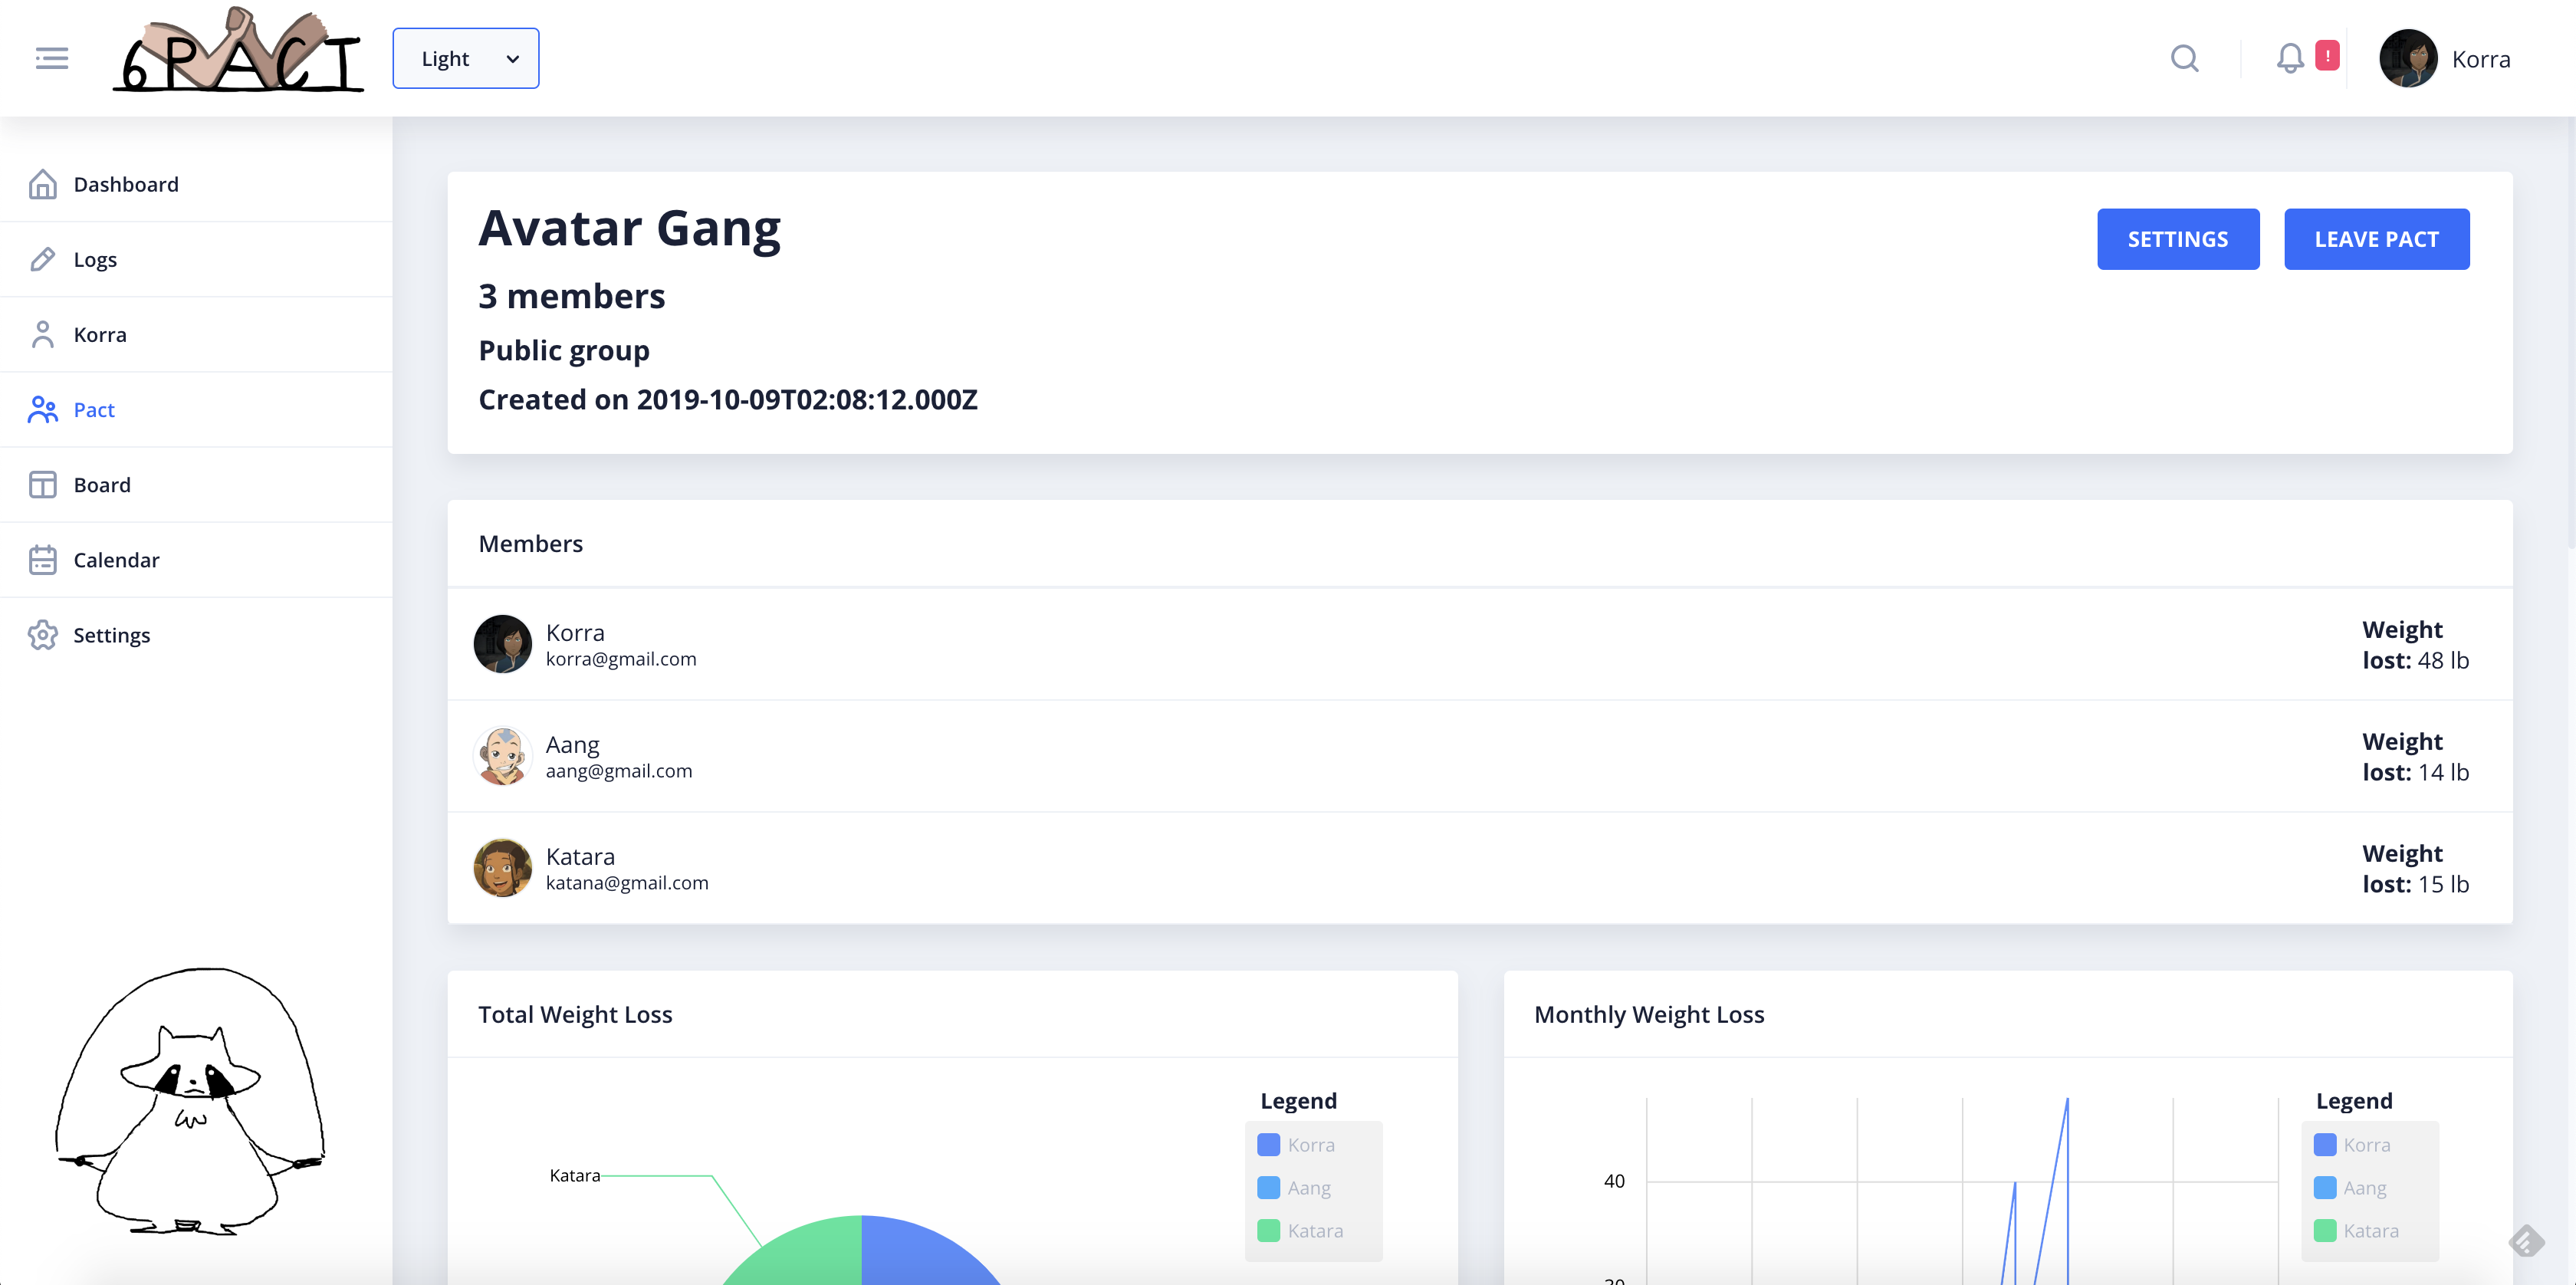 6 PACT
Light
!
Korra
Dashboard
Logs
Korra
Pact
Board
Calendar
Settings
Avatar Gang
3 members
Public group
Created on 2019-10-09T02:08:12.000Z
SETTINGS
LEAVE PACT
Members
Korra
korra@gmail.com
Weight
lost: 48 lb
Aang
aang@gmail.com
Weight
lost: 14 lb
Katara
katana@gmail.com
Weight
lost: 15 lb
Total Weight Loss
Legend
Korra
Aang
Katara
Katara
Monthly Weight Loss
40
Legend
Korra
Aang
Katara